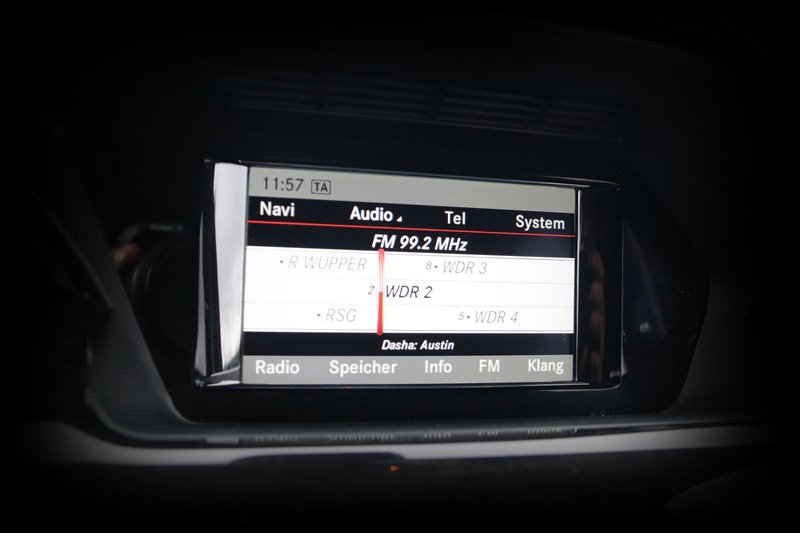 11:57 TA
Navi Audio Tel System
FM 99.2 MHz
• R WUPPER 8• WDR 3
2 WDR 2
• RSG 5• WDR 4
Dasha: Austin
Radio Speicher Info FM Klang